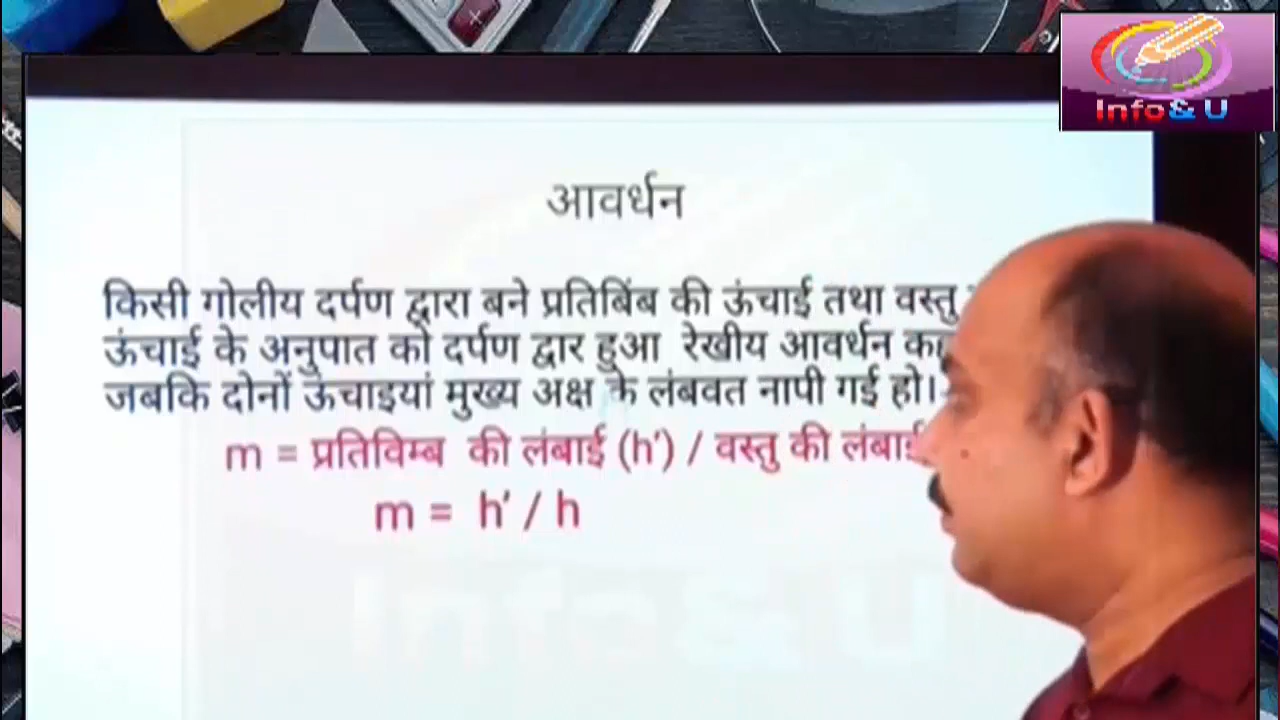 Info & U
आवर्धन
किसी गोलीय दर्पण द्वारा बने प्रतिबिंब की ऊंचाई तथा वस्तु
ऊंचाई के अनुपात को दर्पण द्वार हुआ रेखीय आवर्धन
जबकि दोनों ऊंचाइयां मुख्य अक्ष के लंबवत नापी गई हो।
m = प्रतिविम्ब की लंबाई (h′) / वस्तु की लंबाई
m = h′ / h
Info & U